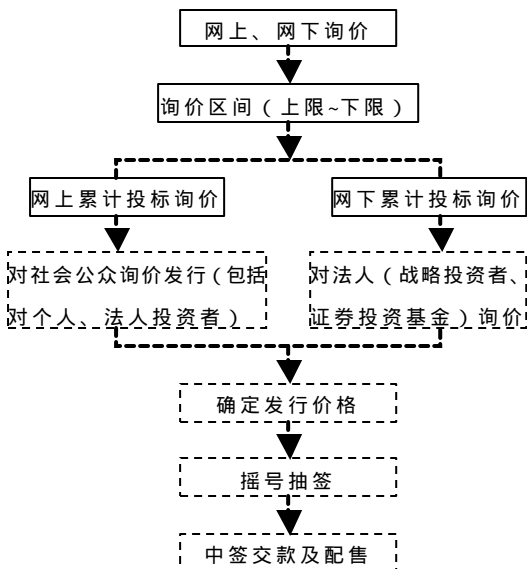 网上、网下询价
询价区间（上限~下限）
网上累计投标询价
网下累计投标询价
对社会公众询价发行（包括
对个人、法人投资者）
对法人（战略投资者、
证券投资基金）询价
确定发行价格
摇号抽签
中签交款及配售